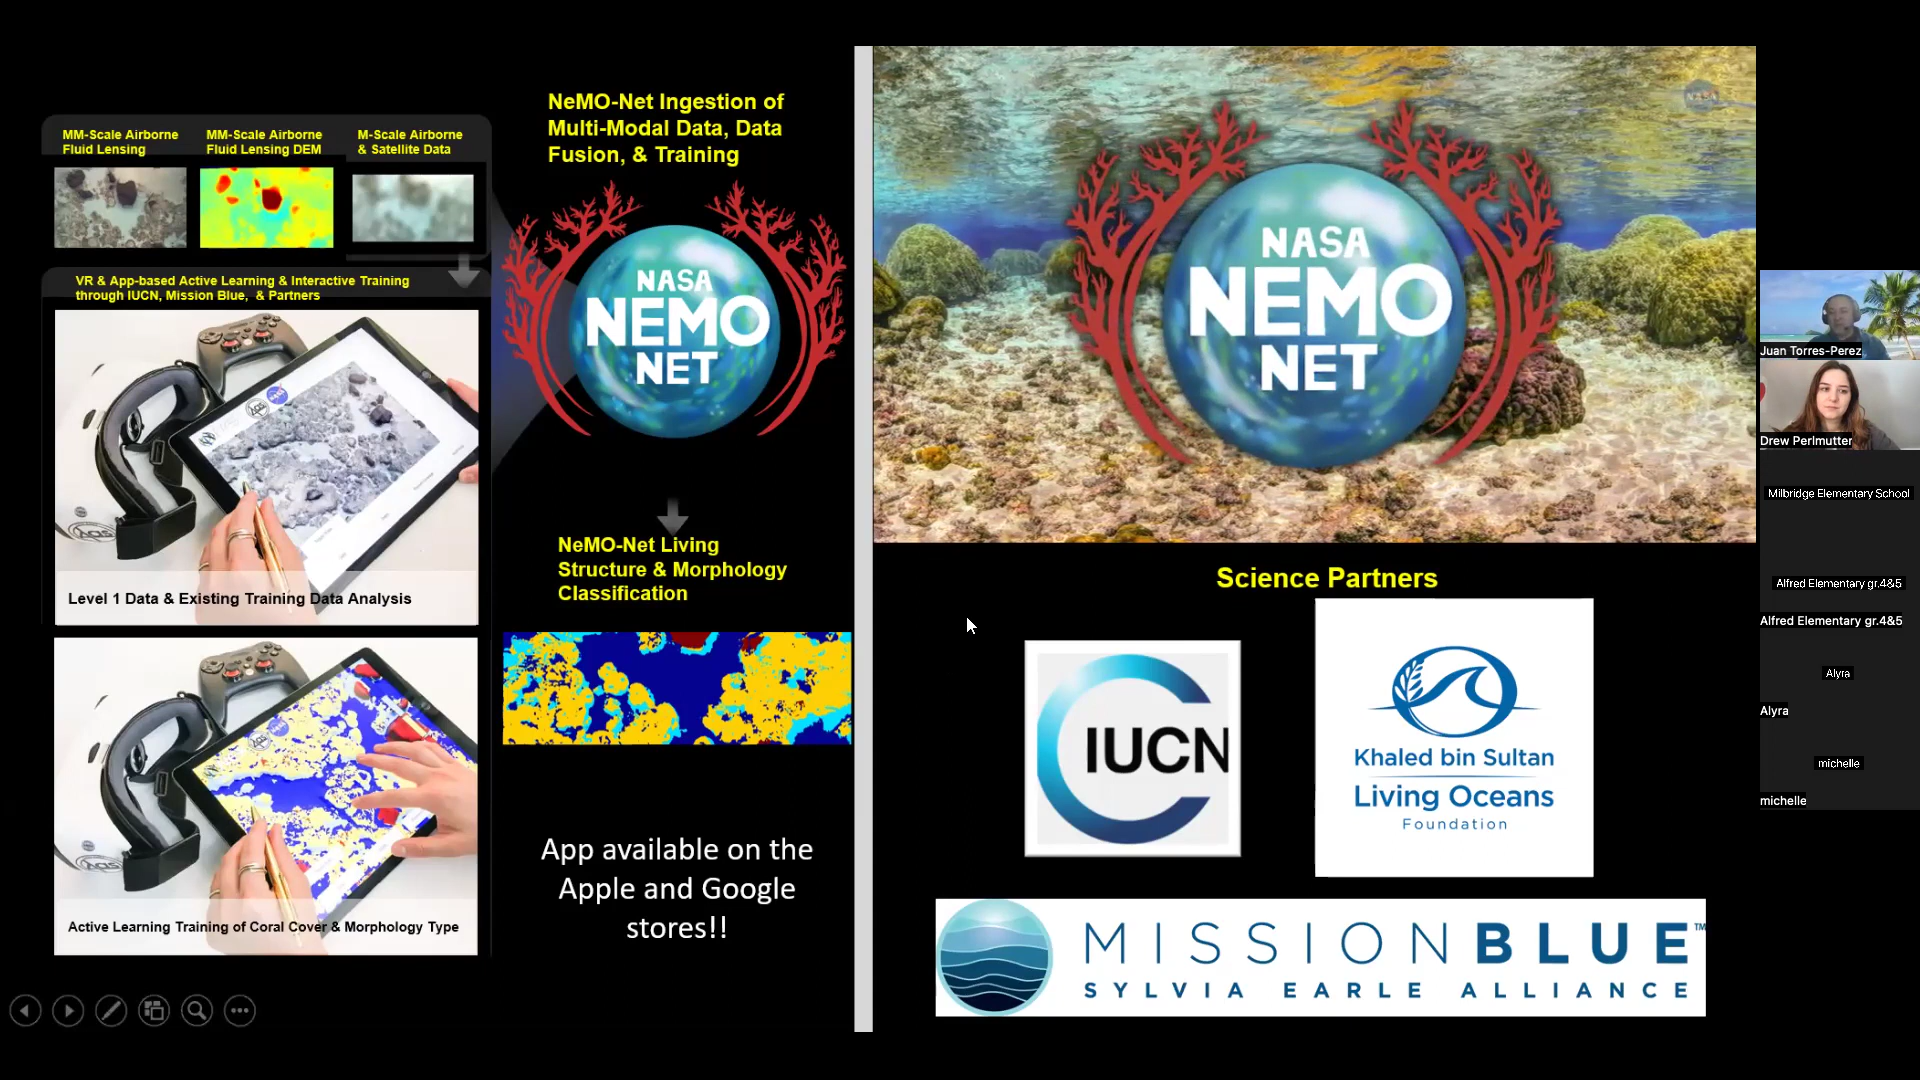 MM-Scale Airborne
Fluid Lensing
MM-Scale Airborne
Fluid Lensing DEM
M-Scale Airborne
& Satellite Data
VR & App-based Active Learning & Interactive Training
through IUCN, Mission Blue, & Partners
Level 1 Data & Existing Training Data Analysis
Active Learning Training of Coral Cover & Morphology Type
NeMO-Net Ingestion of
Multi-Modal Data, Data
Fusion, & Training
NASA
NEMO
NET
NeMO-Net Living
Structure & Morphology
Classification
App available on the
Apple and Google
stores!!
NASA
NASA
NEMO
NET
Science Partners
IUCN
Khaled bin Sultan
Living Oceans
Foundation
MISSION BLUE™
SYLVIA EARLE ALLIANCE
Juan Torres-Perez
Drew Perlmutter
Milbridge Elementary School
Alfred Elementary gr.4&5
Alfred Elementary gr.4&5
Alyra
Alyra
michelle
michelle